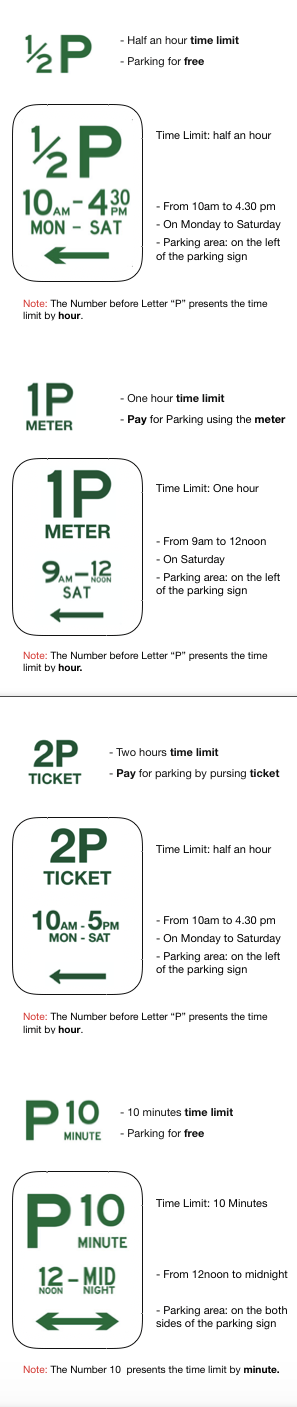 ½ P
- Half an hour time limit
- Parking for free
½ P
10AM - 4 30 PM
MON - SAT
Time Limit: half an hour
- From 10am to 4.30 pm
- On Monday to Saturday
- Parking area: on the left
of the parking sign
Note: The Number before Letter “P” presents the time
limit by hour.
1P
METER
- One hour time limit
- Pay for Parking using the meter
1P
METER
9AM - 12 NOON
SAT
Time Limit: One hour
- From 9am to 12noon
- On Saturday
- Parking area: on the left
of the parking sign
Note: The Number before Letter “P” presents the time
limit by hour.
2P
TICKET
- Two hours time limit
- Pay for parking by pursing ticket
2P
TICKET
10AM - 5PM
MON - SAT
Time Limit: half an hour
- From 10am to 4.30 pm
- On Monday to Saturday
- Parking area: on the left
of the parking sign
Note: The Number before Letter “P” presents the time
limit by hour.
P 10
MINUTE
- 10 minutes time limit
- Parking for free
P 10
MINUTE
12 - MID
NOON NIGHT
Time Limit: 10 Minutes
- From 12noon to midnight
- Parking area: on the both
sides of the parking sign
Note: The Number 10 presents the time limit by minute.